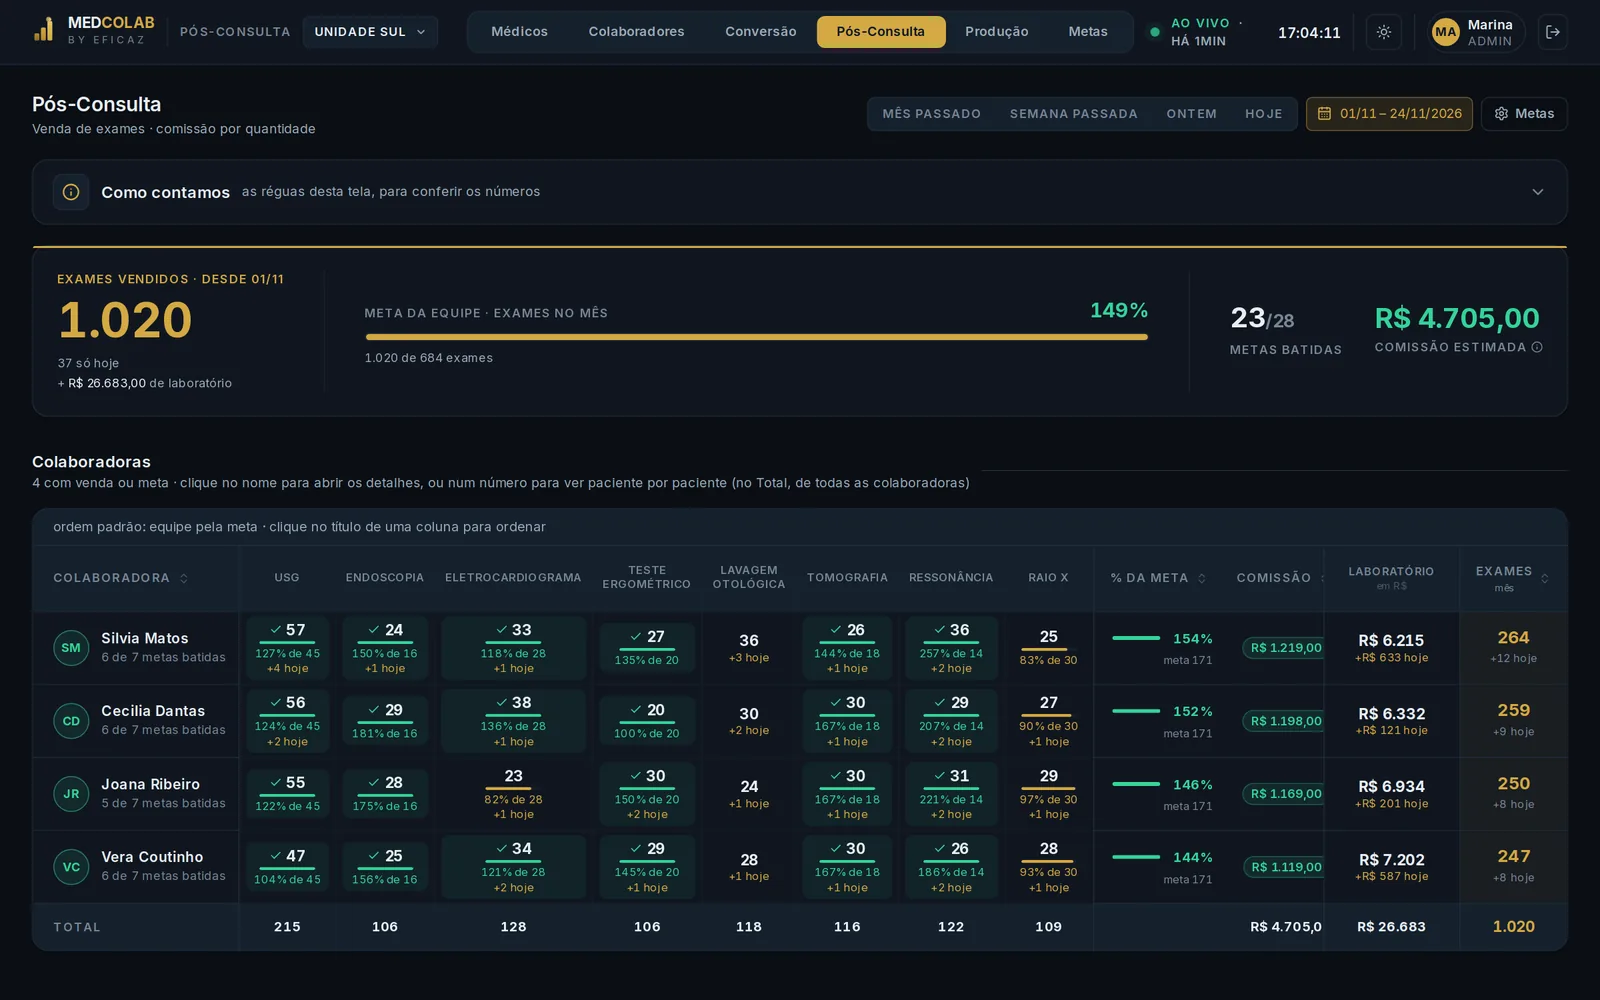 MEDCOLAB
BY EFICAZ
PÓS-CONSULTA
UNIDADE SUL
Médicos
Colaboradores
Conversão
Pós-Consulta
Produção
Metas
AO VIVO ·
HÁ 1MIN
17:04:11
MA
Marina
ADMIN
Pós-Consulta
Venda de exames · comissão por quantidade
MÊS PASSADO
SEMANA PASSADA
ONTEM
HOJE
01/11 – 24/11/2026
Metas
Como contamos
as réguas desta tela, para conferir os números
EXAMES VENDIDOS · DESDE 01/11
1.020
37 só hoje
+ R$ 26.683,00 de laboratório
META DA EQUIPE · EXAMES NO MÊS
149%
1.020 de 684 exames
23/28
METAS BATIDAS
R$ 4.705,00
COMISSÃO ESTIMADA
Colaboradoras
4 com venda ou meta · clique no nome para abrir os detalhes, ou num número para ver paciente por paciente (no Total, de todas as colaboradoras)
ordem padrão: equipe pela meta · clique no título de uma coluna para ordenar
COLABORADORA
USG
ENDOSCOPIA
ELETROCARDIOGRAMA
TESTE
ERGOMÉTRICO
LAVAGEM
OTOLÓGICA
TOMOGRAFIA
RESSONÂNCIA
RAIO X
% DA META
COMISSÃO
LABORATÓRIO
em R$
EXAMES
mês
SM
Silvia Matos
6 de 7 metas batidas
57
127% de 45
+4 hoje
24
150% de 16
+1 hoje
33
118% de 28
+1 hoje
27
135% de 20
36
+3 hoje
26
144% de 18
+1 hoje
36
257% de 14
+2 hoje
25
83% de 30
154%
meta 171
R$ 1.219,00
R$ 6.215
+R$ 633 hoje
264
+12 hoje
CD
Cecilia Dantas
6 de 7 metas batidas
56
124% de 45
+2 hoje
29
181% de 16
38
136% de 28
+1 hoje
20
100% de 20
30
+2 hoje
30
167% de 18
+1 hoje
29
207% de 14
+2 hoje
27
90% de 30
+1 hoje
152%
meta 171
R$ 1.198,00
R$ 6.332
+R$ 121 hoje
259
+9 hoje
JR
Joana Ribeiro
5 de 7 metas batidas
55
122% de 45
28
175% de 16
23
82% de 28
+1 hoje
30
150% de 20
+2 hoje
24
+1 hoje
30
167% de 18
+1 hoje
31
221% de 14
+2 hoje
29
97% de 30
+1 hoje
146%
meta 171
R$ 1.169,00
R$ 6.934
+R$ 201 hoje
250
+8 hoje
VC
Vera Coutinho
6 de 7 metas batidas
47
104% de 45
25
156% de 16
34
121% de 28
+2 hoje
29
145% de 20
+1 hoje
28
+1 hoje
30
167% de 18
+1 hoje
26
186% de 14
+2 hoje
28
93% de 30
+1 hoje
144%
meta 171
R$ 1.119,00
R$ 7.202
+R$ 587 hoje
247
+8 hoje
TOTAL
215
106
128
106
118
116
122
109
R$ 4.705,0
R$ 26.683
1.020